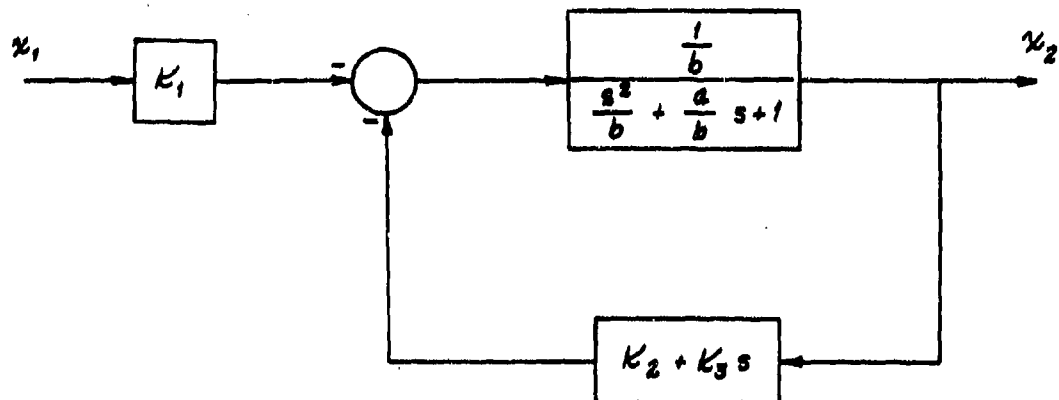 x₁
x₂
K₁
-
-
1
b
s²/b + a/b s+1
K₂ + K₃ s